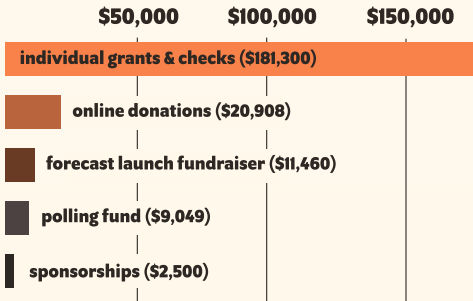 $50,000 $100,000 $150,000
individual grants & checks ($181,300)
online donations ($20,908)
forecast launch fundraiser ($11,460)
polling fund ($9,049)
sponsorships ($2,500)